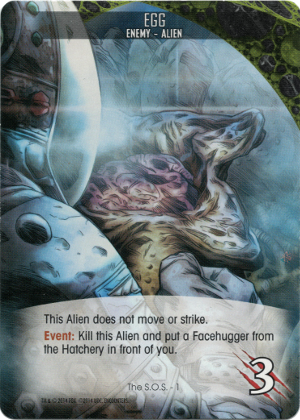 EGG
ENEMY - ALIEN
This Alien does not move or strike.
Event: Kill this Alien and put a Facehugger from
the Hatchery in front of you.
The S.O.S. - 1
3